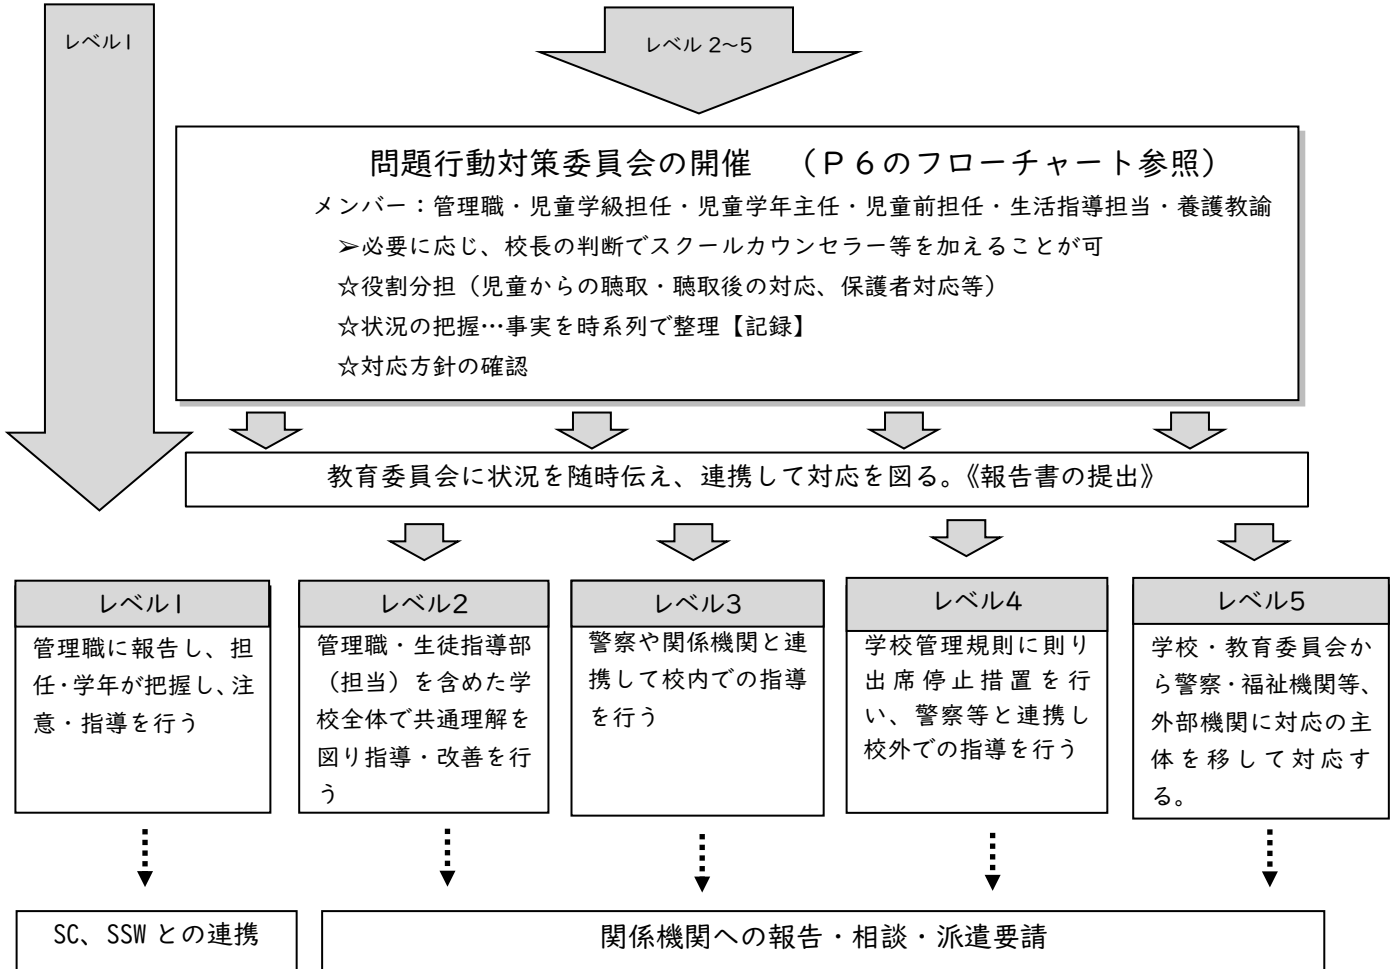 レベル1
レベル 2~5
問題行動対策委員会の開催　（P6のフローチャート参照）
メンバー：管理職・児童学級担任・児童学年主任・児童前担任・生活指導担当・養護教諭
➢必要に応じ、校長の判断でスクールカウンセラー等を加えることが可
☆役割分担（児童からの聴取・聴取後の対応、保護者対応等）
☆状況の把握…事実を時系列で整理【記録】
☆対応方針の確認
教育委員会に状況を随時伝え、連携して対応を図る。《報告書の提出》
レベル1
管理職に報告し、担
任・学年が把握し、注
意・指導を行う
レベル2
管理職・生徒指導部
（担当）を含めた学
校全体で共通理解を
図り指導・改善を行
う
レベル3
警察や関係機関と連
携して校内での指導
を行う
レベル4
学校管理規則に則り
出席停止措置を行
い、警察等と連携し
校外での指導を行う
レベル5
学校・教育委員会か
ら警察・福祉機関等、
外部機関に対応の主
体を移して対応す
る。
SC、SSW との連携
関係機関への報告・相談・派遣要請